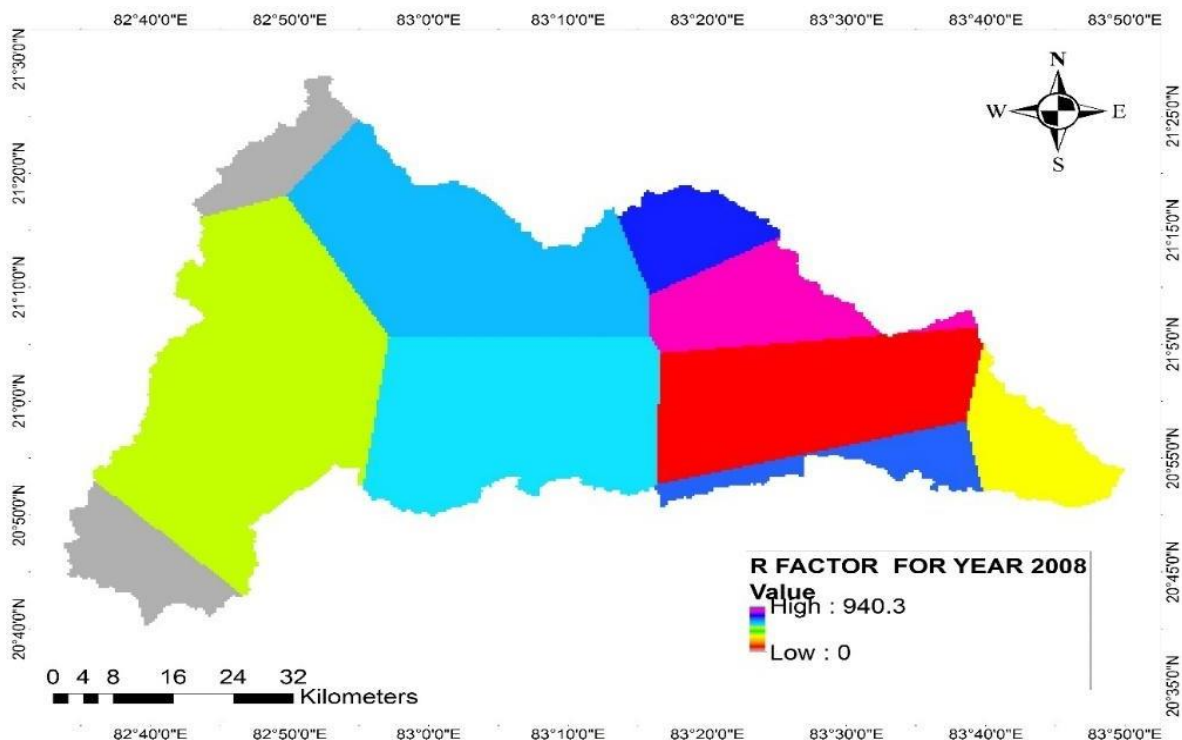 82°40'0"E 82°50'0"E 83°0'0"E 83°10'0"E 83°20'0"E 83°30'0"E 83°40'0"E 83°50'0"E
21°30'0"N
21°20'0"N
21°10'0"N
21°0'0"N
20°50'0"N
20°40'0"N
N
W E
S
21°25'0"N
21°15'0"N
21°5'0"N
20°55'0"N
20°45'0"N
20°35'0"N
R FACTOR FOR YEAR 2008
Value
High : 940.3
Low : 0
0 4 8 16 24 32
Kilometers
82°40'0"E 82°50'0"E 83°0'0"E 83°10'0"E 83°20'0"E 83°30'0"E 83°40'0"E 83°50'0"E